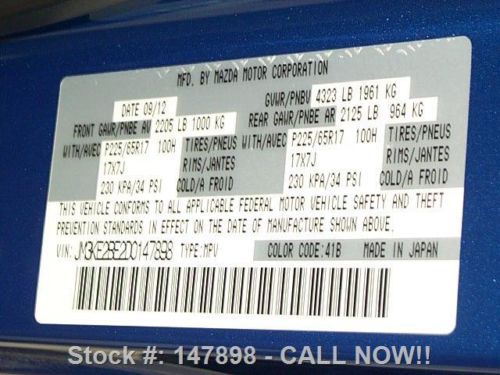 MFD. BY MAZDA MOTOR CORPORATION
DATE 09/12 GVWR/PNBV 4323 LB 1961 KG
FRONT GAWR/PNBE AV 2205 LB 1000 KG REAR GAWR/PNBE AR 2125 LB 964 KG
WITH/AVEC P225/65R17 100H TIRES/PNEUS WITH/AVEC P225/65R17 100H TIRES/PNEUS
17X7J RIMS/JANTES 17X7J RIMS/JANTES
230 KPA/34 PSI COLD/A FROID 230 KPA/34 PSI COLD/A FROID
THIS VEHICLE CONFORMS TO ALL APPLICABLE FEDERAL MOTOR VEHICLE SAFETY AND THEFT
PREVENTION STANDARDS IN EFFECT ON THE DATE OF MANUFACTURE SHOWN ABOVE.
VIN: JM3KE2BE2D0147898 TYPE:MPV COLOR CODE:41B MADE IN JAPAN
Stock #: 147898 - CALL NOW!!